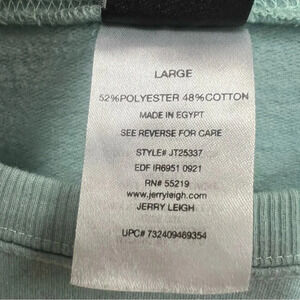 LARGE
52%POLYESTER 48%COTTON
MADE IN EGYPT
SEE REVERSE FOR CARE
STYLE# JT25337
EDF IR6951 0921
RN# 55219
www.jerryleigh.com
JERRY LEIGH
UPC# 732409469354